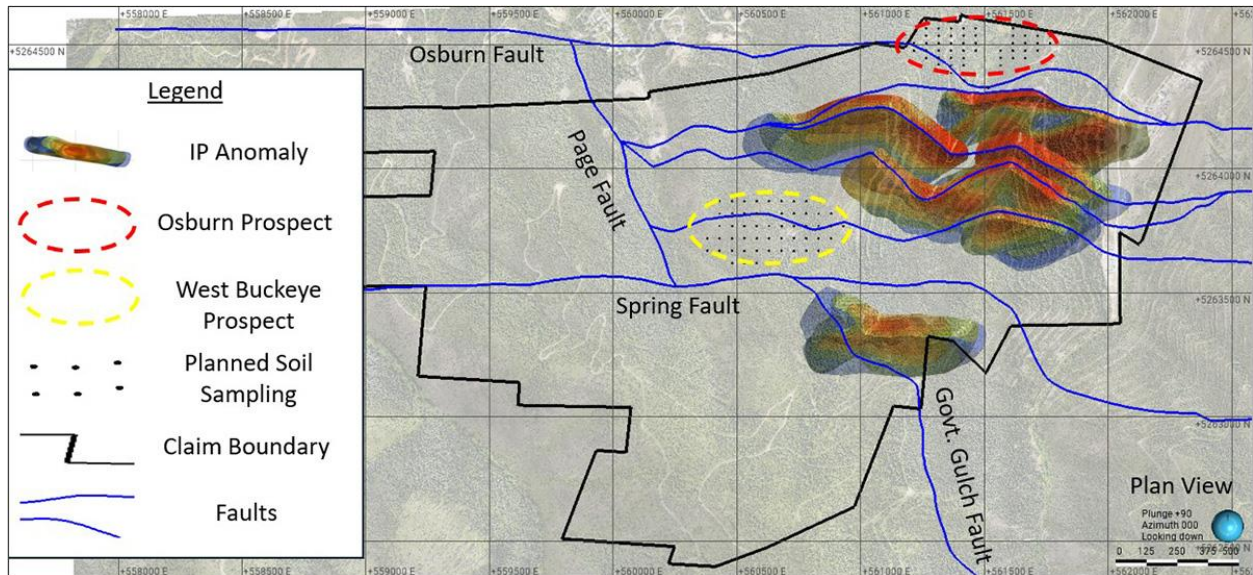 +558000 E
+558500 E
+559000 E
+559500 E
+560000 E
+560500 E
+561000 E
+561500 E
+562000 E
+5264500 N
+5264500 N
Osburn Fault
Legend
IP Anomaly
Osburn Prospect
West Buckeye
Prospect
Planned Soil
Sampling
Claim Boundary
Faults
Page Fault
+5264000 N
Spring Fault
+5263500 N
Govt. Gulch Fault
+5263000 N
Plan View
Plunge +90
Azimuth 000
Looking down
0 125 250 375 500
+558000 E
+558500 E
+559000 E
+559500 E
+560000 E
+560500 E
+561000 E
+561500 E
+562000 E